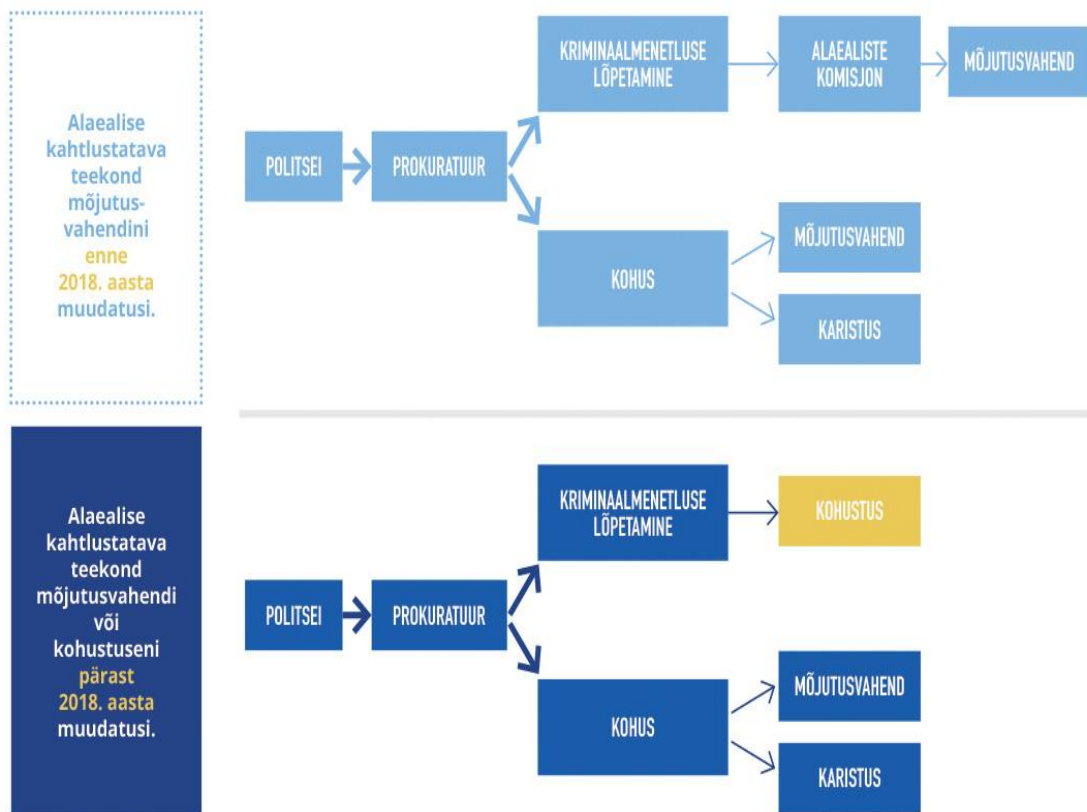 Alaealise
kahtlustatava
teekond
mõjutus-
vahendini
enne
2018. aasta
muudatusi.
POLITSEI
PROKURATUUR
KRIMINAALMENETLUSE
LÕPETAMINE
ALAEALISTE
KOMISJON
MÕJUTUSVAHEND
KOHUS
MÕJUTUSVAHEND
KARISTUS
Alaealise
kahtlustatava
teekond
mõjutusvahendi
või
kohustuseni
pärast
2018. aasta
muudatusi.
POLITSEI
PROKURATUUR
KRIMINAALMENETLUSE
LÕPETAMINE
KOHUSTUS
KOHUS
MÕJUTUSVAHEND
KARISTUS